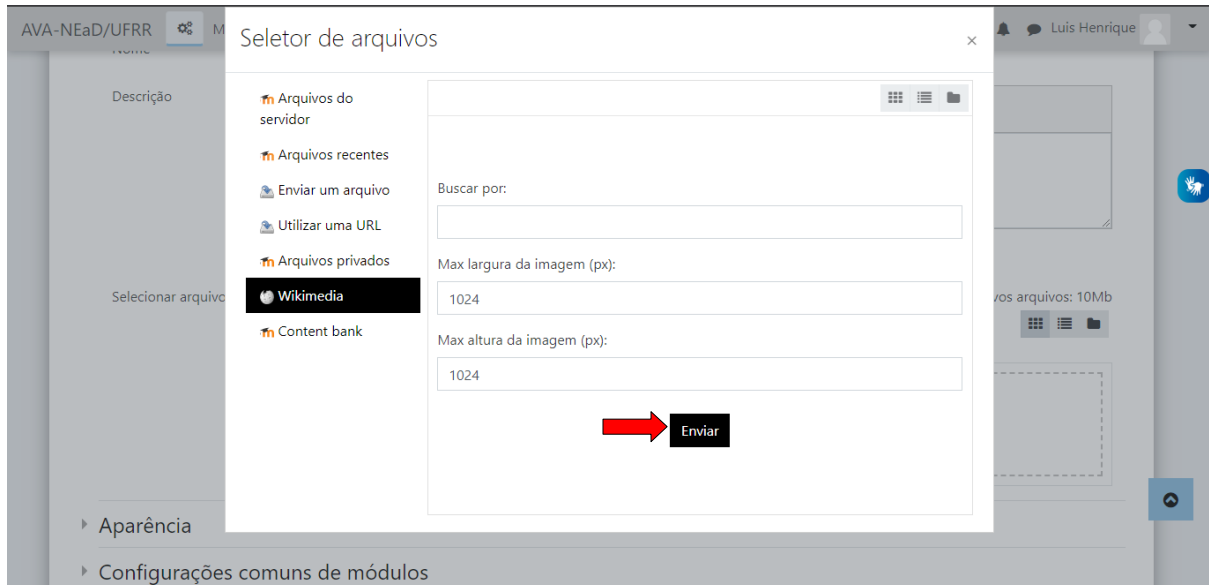 AVA-NEaD/UFRR
M
Luis Henrique
Nome
Descrição
Selecionar arquivo
vos arquivos: 10Mb
Seletor de arquivos
×
Arquivos do
servidor
Arquivos recentes
Enviar um arquivo
Utilizar uma URL
Arquivos privados
Wikimedia
Content bank
Buscar por:
Max largura da imagem (px):
1024
Max altura da imagem (px):
1024
Enviar
Aparência
Configurações comuns de módulos